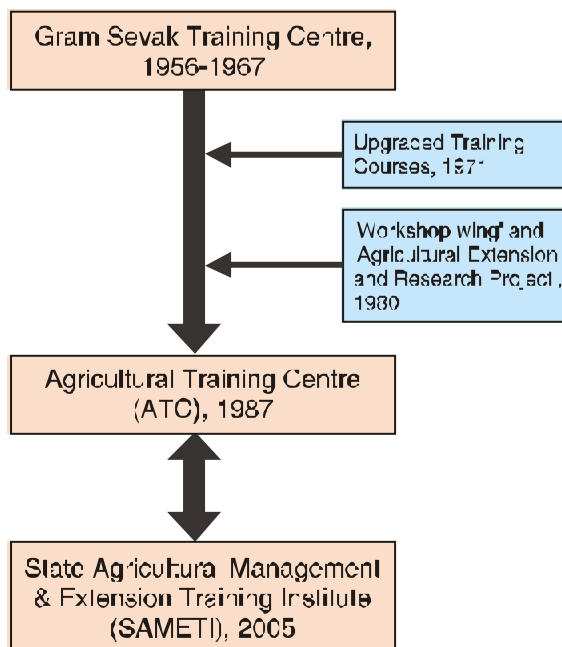 Gram Sevak Training Centre,
1956-1967
Upgraded Training
Courses, 1971
Workshop wing' and
Agricultural Extension
and Research Project,
1980
Agricultural Training Centre
(ATC), 1987
State Agricultural Management
& Extension Training Institute
(SAMETI), 2005